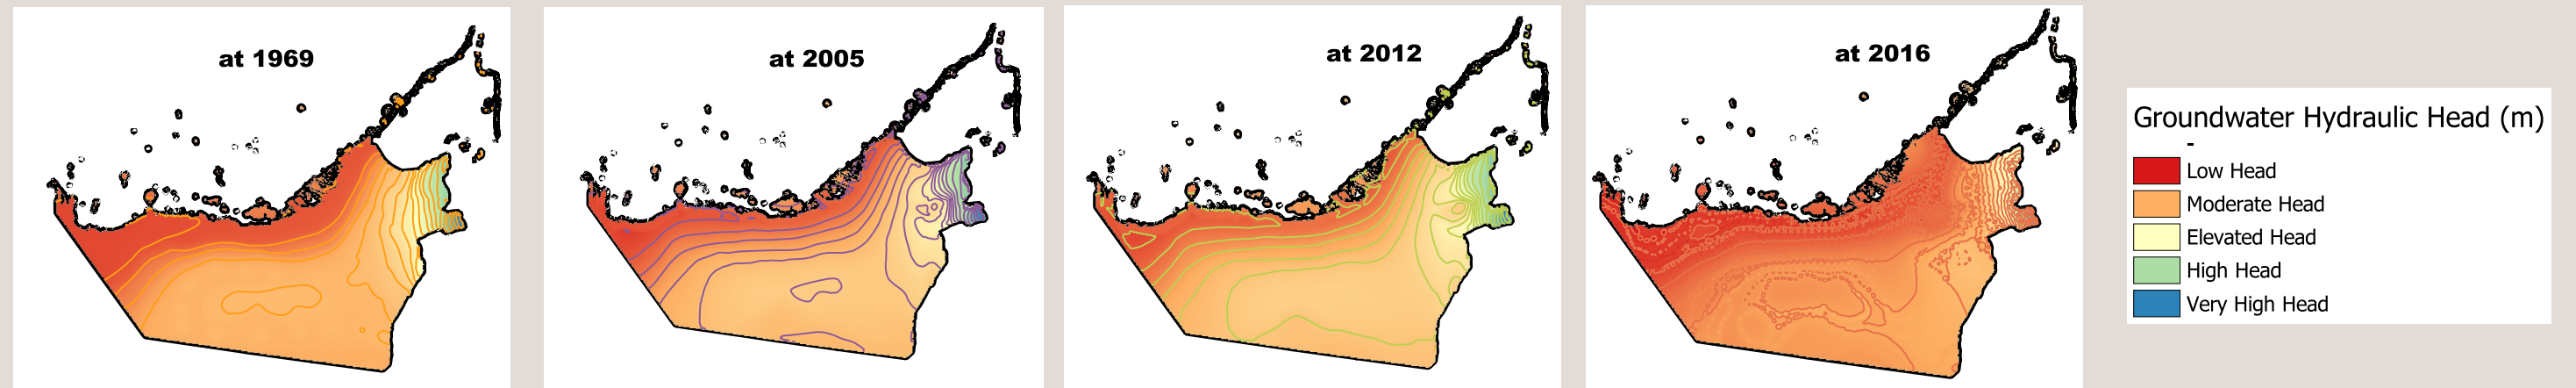 at 1969
at 2005
at 2012
at 2016
Groundwater Hydraulic Head (m)
-
Low Head
Moderate Head
Elevated Head
High Head
Very High Head